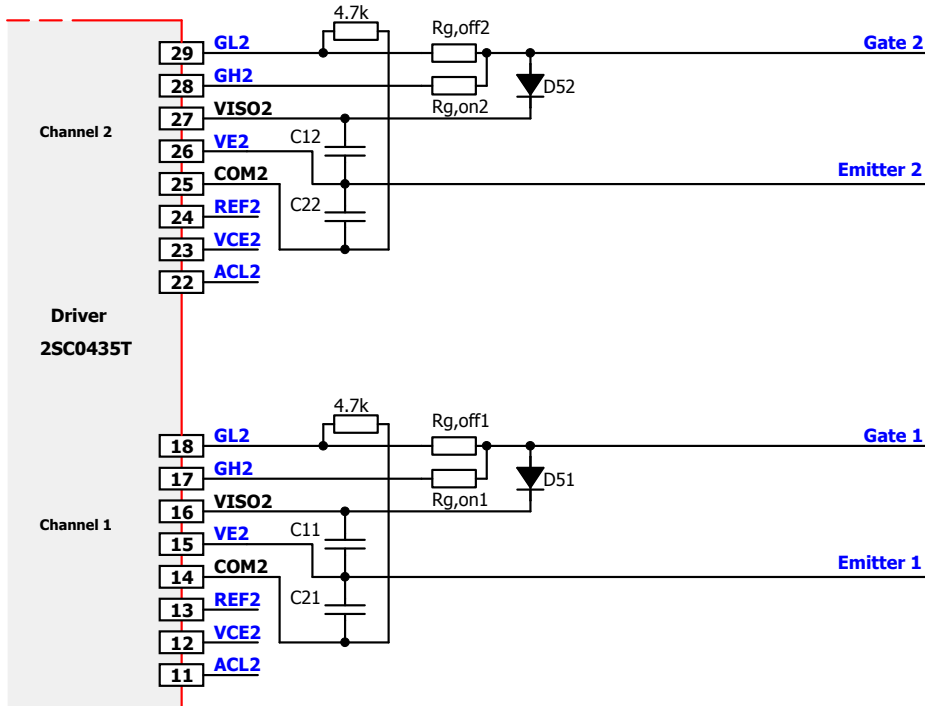 4.7k
Rg,off2
29 GL2 Gate 2
28 GH2
D52
Rg,on2
27 VISO2
Channel 2
C12
26 VE2
Emitter 2
25 COM2
C22
24 REF2
23 VCE2
22 ACL2
Driver
2SC0435T
4.7k
Rg,off1
18 GL2 Gate 1
17 GH2
D51
Rg,on1
16 VISO2
Channel 1
C11
15 VE2
Emitter 1
14 COM2
C21
13 REF2
12 VCE2
11 ACL2